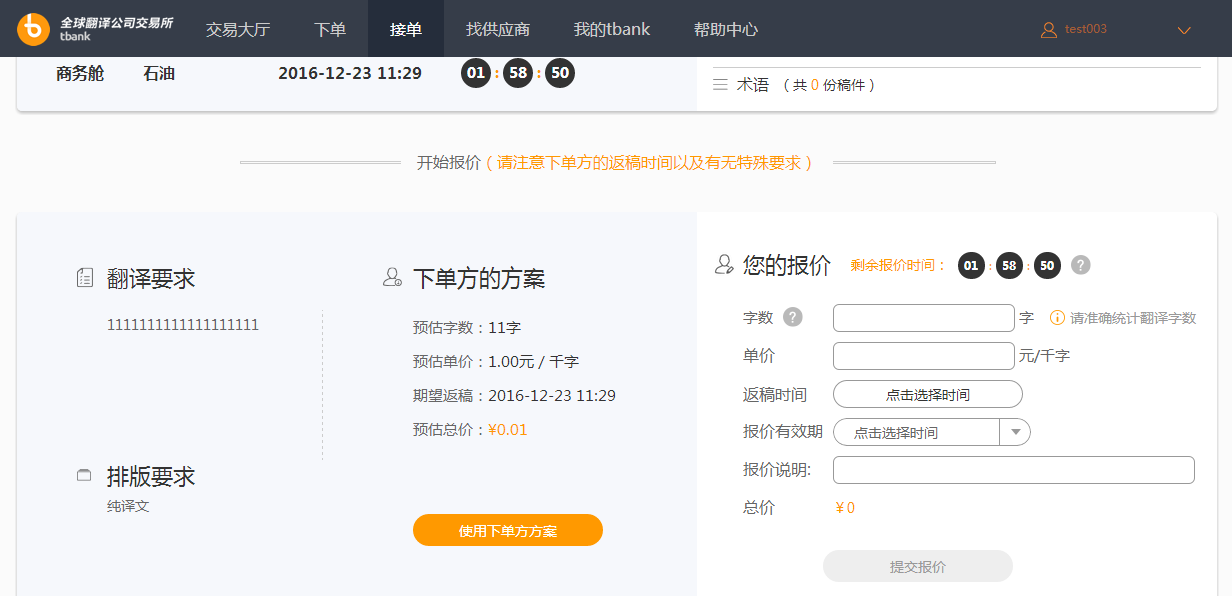 全球翻译公司交易所
tbank
交易大厅 下单 接单 找供应商 我的tbank 帮助中心 test003
商务舱 石油 2016-12-23 11:29 01 : 58 : 50
术语 （ 共 0 份稿件 ）
开始报价（ 请注意下单方的返稿时间以及有无特殊要求 ）
翻译要求
1111111111111111111
排版要求
纯译文
下单方的方案
预估字数：11字
预估单价：1.00元 / 千字
期望返稿：2016-12-23 11:29
预估总价：¥0.01
使用下单方方案
您的报价 剩余报价时间： 01 : 58 : 50 ?
字数 ? 字 请准确统计翻译字数
单价 元/千字
返稿时间 点击选择时间
报价有效期 点击选择时间
报价说明:
总价 ¥0
提交报价